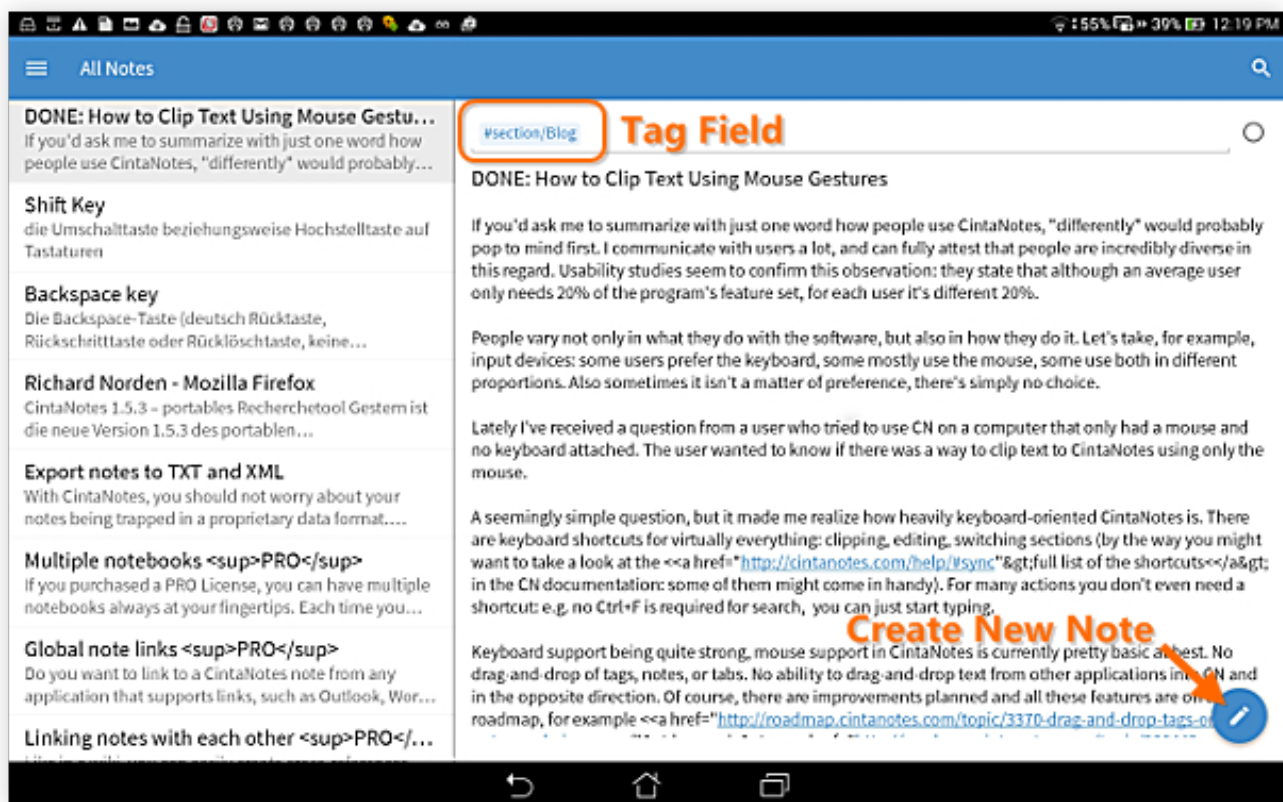 55% 39% 12:19 PM
All Notes
DONE: How to Clip Text Using Mouse Gestu...
If you'd ask me to summarize with just one word how
people use CintaNotes, "differently" would probably...
Shift Key
die Umschalttaste beziehungsweise Hochstelltaste auf
Tastaturen
Backspace key
Die Backspace-Taste (deutsch Rücktaste,
Rückschritttaste oder Rücklöschtaste, keine...
Richard Norden - Mozilla Firefox
CintaNotes 1.5.3 – portables Recherchetool Gestern ist
die neue Version 1.5.3 des portablen...
Export notes to TXT and XML
With CintaNotes, you should not worry about your
notes being trapped in a proprietary data format....
Multiple notebooks <sup>PRO</sup>
If you purchased a PRO License, you can have multiple
notebooks always at your fingertips. Each time you...
Global note links <sup>PRO</sup>
Do you want to link to a CintaNotes note from any
application that supports links, such as Outlook, Wor...
Linking notes with each other <sup>PRO</...
#section/Blog
Tag Field
DONE: How to Clip Text Using Mouse Gestures
If you'd ask me to summarize with just one word how people use CintaNotes, "differently" would probably
pop to mind first. I communicate with users a lot, and can fully attest that people are incredibly diverse in
this regard. Usability studies seem to confirm this observation: they state that although an average user
only needs 20% of the program's feature set, for each user it's different 20%.
People vary not only in what they do with the software, but also in how they do it. Let's take, for example,
input devices: some users prefer the keyboard, some mostly use the mouse, some use both in different
proportions. Also sometimes it isn't a matter of preference, there's simply no choice.
Lately I've received a question from a user who tried to use CN on a computer that only had a mouse and
no keyboard attached. The user wanted to know if there was a way to clip text to CintaNotes using only the
mouse.
A seemingly simple question, but it made me realize how heavily keyboard-oriented CintaNotes is. There
are keyboard shortcuts for virtually everything: clipping, editing, switching sections (by the way you might
want to take a look at the <<a href="http://cintanotes.com/help/#sync"&gt;full list of the shortcuts<</a&gt;
in the CN documentation: some of them might come in handy). For many actions you don't even need a
shortcut: e.g. no Ctrl+F is required for search, you can just start typing.
Create New Note
Keyboard support being quite strong, mouse support in CintaNotes is currently pretty basic at best. No
drag-and-drop of tags, notes, or tabs. No ability to drag-and-drop text from other applications into CN and
in the opposite direction. Of course, there are improvements planned and all these features are on
roadmap, for example <<a href="http://roadmap.cintanotes.com/topic/3370-drag-and-drop-tags-o